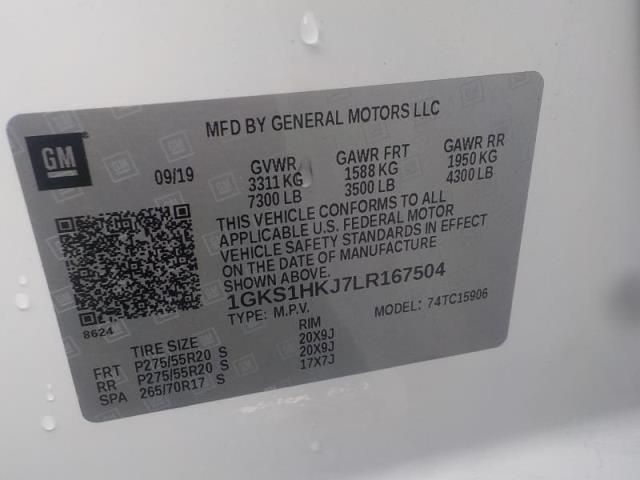 MFD BY GENERAL MOTORS LLC
GM
09/19 GVWR GAWR FRT GAWR RR
3311 KG 1588 KG 1950 KG
7300 LB 3500 LB 4300 LB
THIS VEHICLE CONFORMS TO ALL
APPLICABLE U.S. FEDERAL MOTOR
VEHICLE SAFETY STANDARDS IN EFFECT
ON THE DATE OF MANUFACTURE
SHOWN ABOVE.
1GKS1HKJ7LR167504
TYPE: M.P.V. MODEL: 74TC15906
8624
TIRE SIZE RIM
FRT P275/55R20 S 20X9J
RR P275/55R20 S 20X9J
SPA 265/70R17 S 17X7J